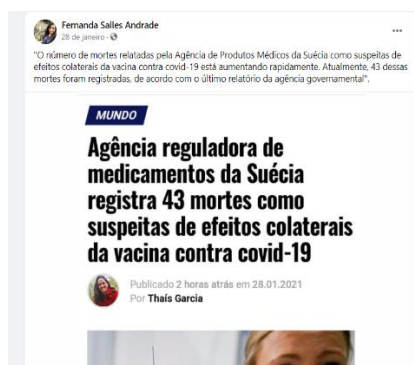 Fernanda Salles Andrade
28 de janeiro ·
"O número de mortes relatadas pela Agência de Produtos Médicos da Suécia como suspeitas de
efeitos colaterais da vacina contra covid-19 está aumentando rapidamente. Atualmente, 43 dessas
mortes foram registradas, de acordo com o último relatório da agência governamental".
MUNDO
Agência reguladora de
medicamentos da Suécia
registra 43 mortes como
suspeitas de efeitos colaterais
da vacina contra covid-19
Publicado 2 horas atrás em 28.01.2021
Por Thaís Garcia